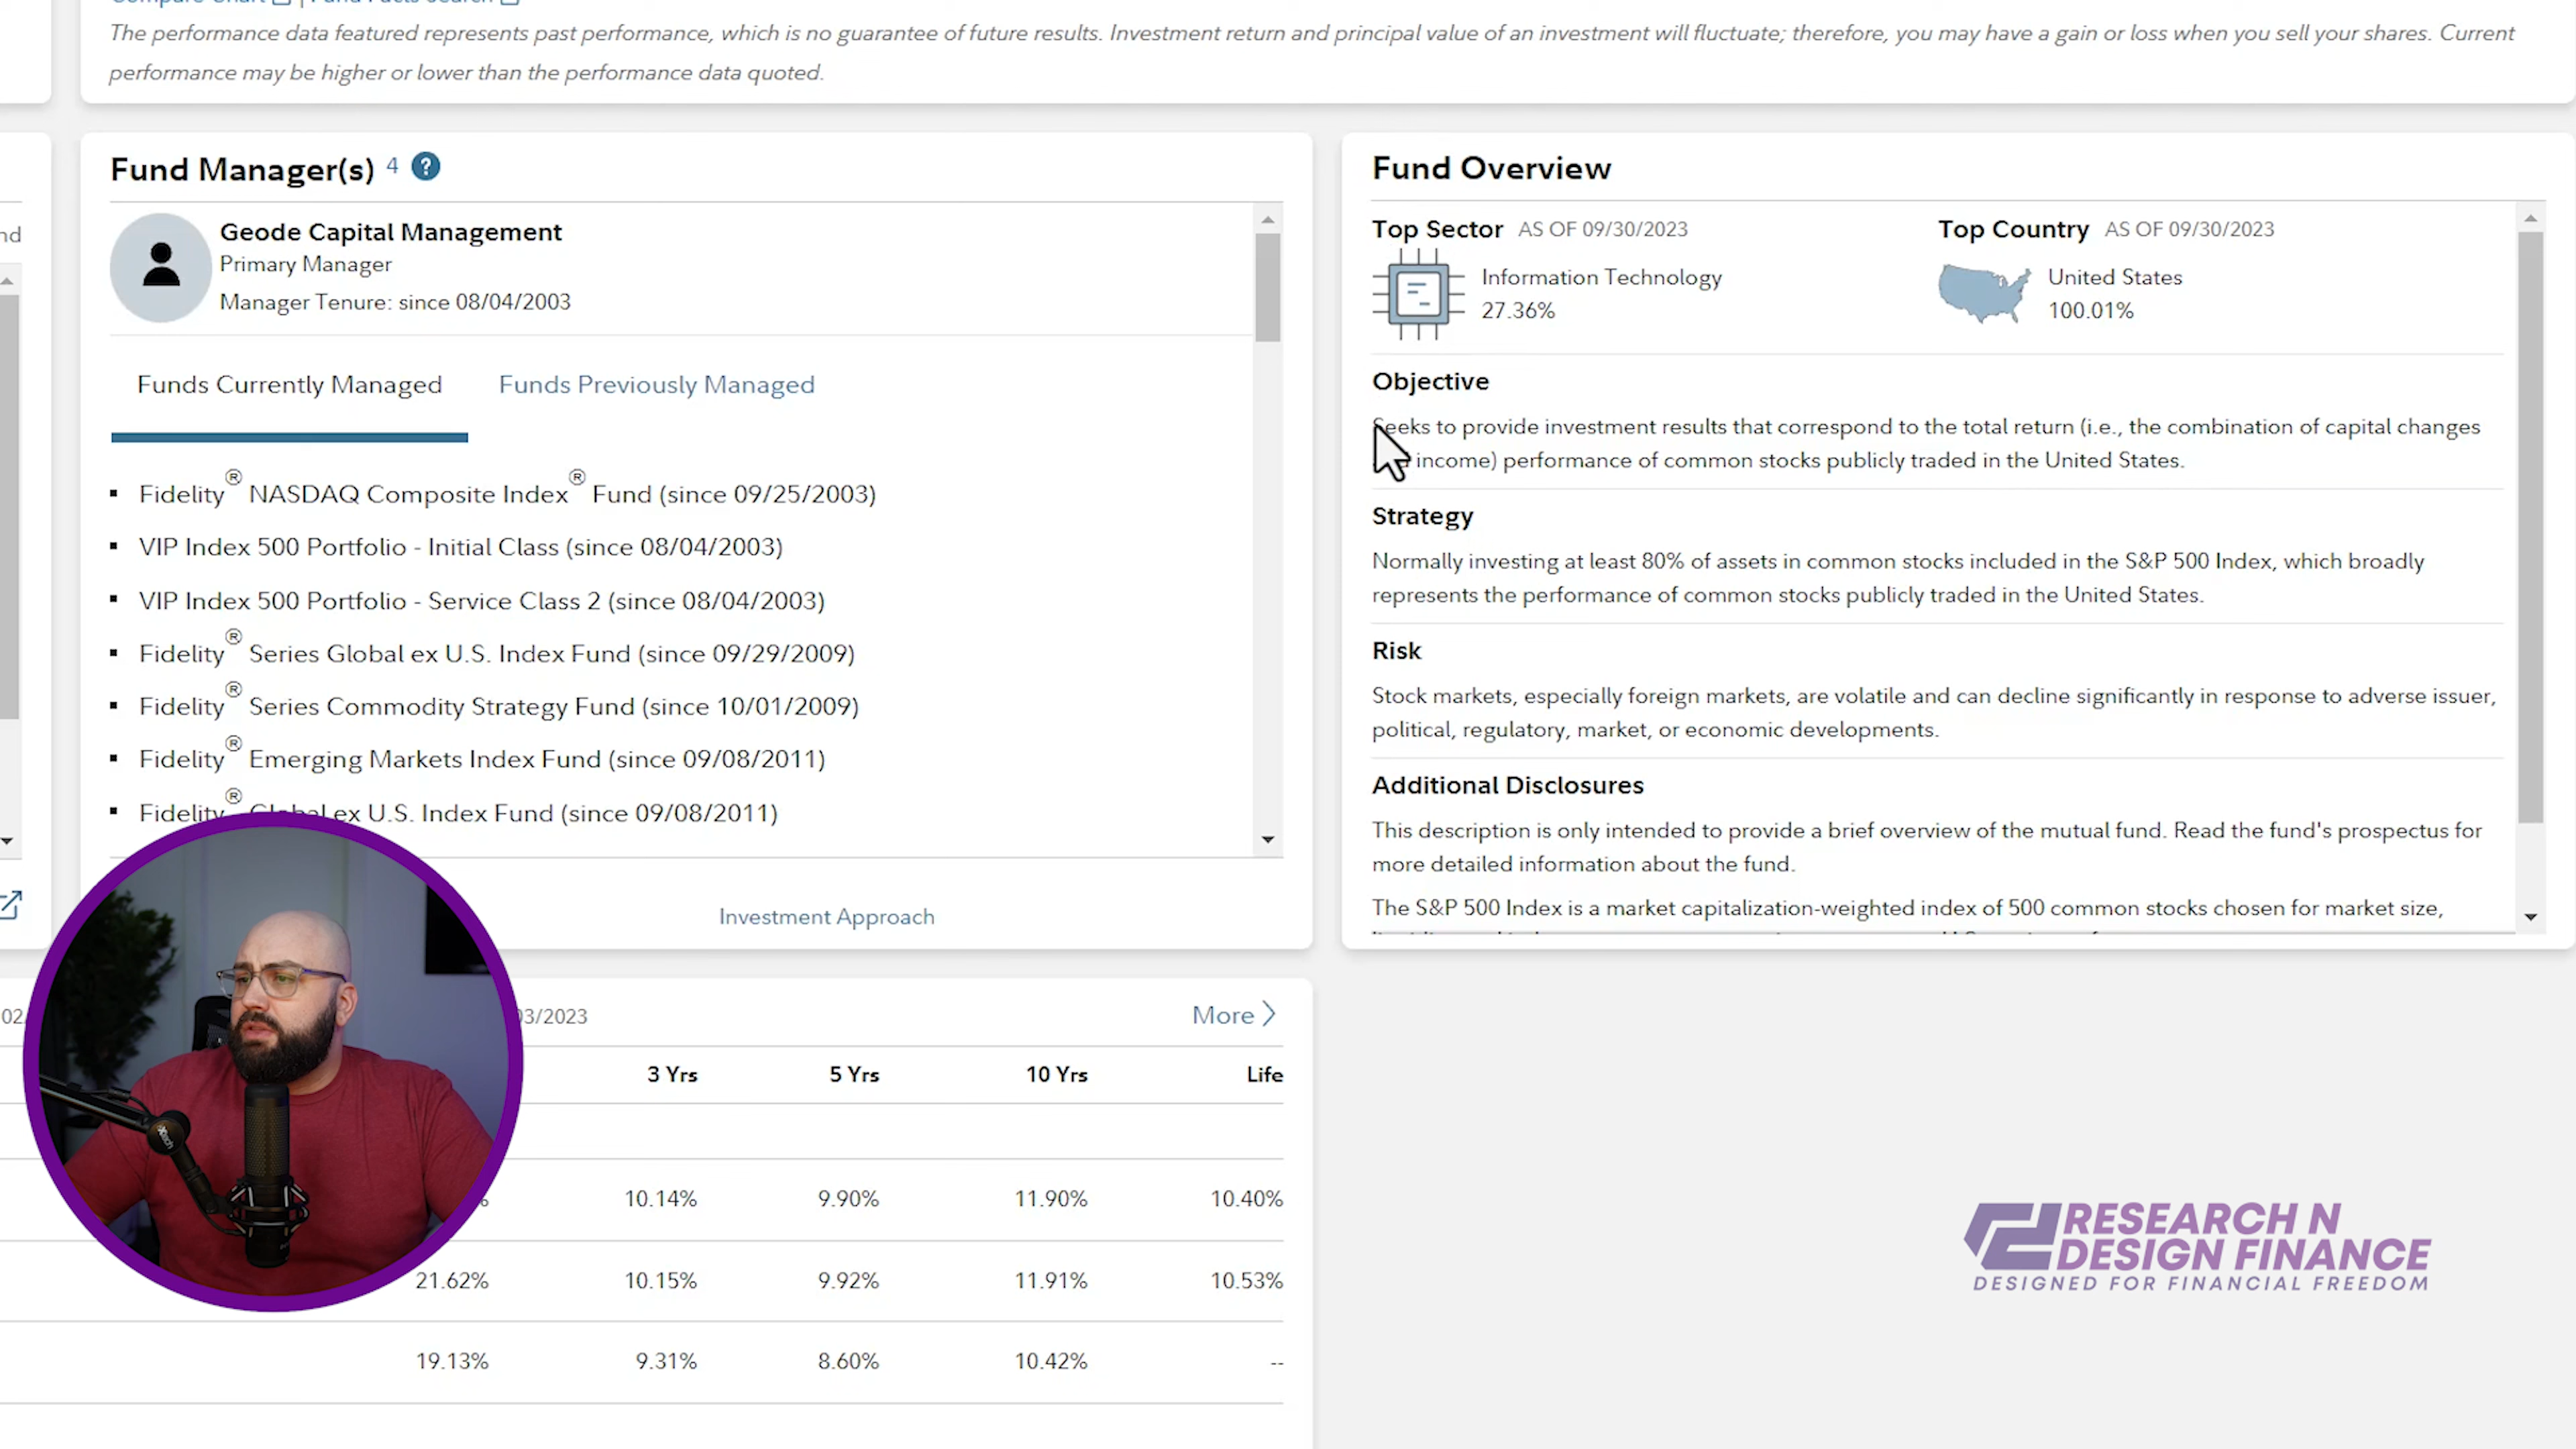 The performance data featured represents past performance, which is no guarantee of future results. Investment return and principal value of an investment will fluctuate; therefore, you may have a gain or loss when you sell your shares. Current
performance may be higher or lower than the performance data quoted.
Fund Manager(s) 4 ?
Geode Capital Management
Primary Manager
Manager Tenure: since 08/04/2003
Funds Currently Managed Funds Previously Managed
▪ Fidelity® NASDAQ Composite Index® Fund (since 09/25/2003)
▪ VIP Index 500 Portfolio - Initial Class (since 08/04/2003)
▪ VIP Index 500 Portfolio - Service Class 2 (since 08/04/2003)
▪ Fidelity® Series Global ex U.S. Index Fund (since 09/29/2009)
▪ Fidelity® Series Commodity Strategy Fund (since 10/01/2009)
▪ Fidelity® Emerging Markets Index Fund (since 09/08/2011)
▪ Fidelity® Global ex U.S. Index Fund (since 09/08/2011)
Investment Approach
Fund Overview
Top Sector AS OF 09/30/2023
Information Technology
27.36%
Top Country AS OF 09/30/2023
United States
100.01%
Objective
Seeks to provide investment results that correspond to the total return (i.e., the combination of capital changes
income) performance of common stocks publicly traded in the United States.
Strategy
Normally investing at least 80% of assets in common stocks included in the S&P 500 Index, which broadly
represents the performance of common stocks publicly traded in the United States.
Risk
Stock markets, especially foreign markets, are volatile and can decline significantly in response to adverse issuer,
political, regulatory, market, or economic developments.
Additional Disclosures
This description is only intended to provide a brief overview of the mutual fund. Read the fund's prospectus for
more detailed information about the fund.
The S&P 500 Index is a market capitalization-weighted index of 500 common stocks chosen for market size,
03/2023 More
3 Yrs 5 Yrs 10 Yrs Life
10.14% 9.90% 11.90% 10.40%
21.62% 10.15% 9.92% 11.91% 10.53%
19.13% 9.31% 8.60% 10.42% --
RESEARCH N
DESIGN FINANCE
DESIGNED FOR FINANCIAL FREEDOM